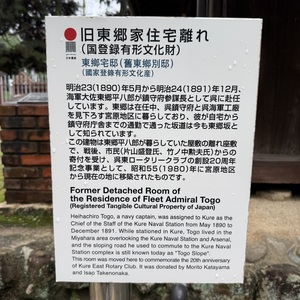 旧東郷家住宅離れ
(国登録有形文化財)
東郷宅邸(舊東郷別邸)
(國家登錄有形文化産)
明治23(1890)年5月から明治24(1891)年12月、
海軍大佐東郷平八郎が鎮守府参謀長として呉に赴任
しています。東郷は在任中、呉鎮守府と呉海軍工廠
を見下ろす宮原地区に暮らしており、彼が自宅から
鎮守府庁舎までの通勤で通った坂道は今も東郷坂と
して知られています。
この建物は東郷平八郎が暮らしていた屋敷の離れ座敷
で、戦後、市民(片山盛登氏、竹ノ中勲夫氏)からの
寄付を受け、呉東ロータリークラブの創設20周年
記念事業として、昭和55(1980)年に宮原地区
から現在の地に移築されたものです。
Former Detached Room of
the Residence of Fleet Admiral Togo
(Registered Tangible Cultural Property of Japan)
Heihachiro Togo, a navy captain, was assigned to Kure as the
Chief of the Staff of the Kure Naval Station from May 1890 to
December 1891. While stationed in Kure, Togo lived in the
Miyahara area overlooking the Kure Naval Station and Arsenal,
and the sloping road he used to commute to the Kure Naval
Station complex is still known today as "Togo Slope".
This room was moved here to commemorate the 20th anniversary
of Kure East Rotary Club. It was donated by Morito Katayama
and Isao Takenonaka.